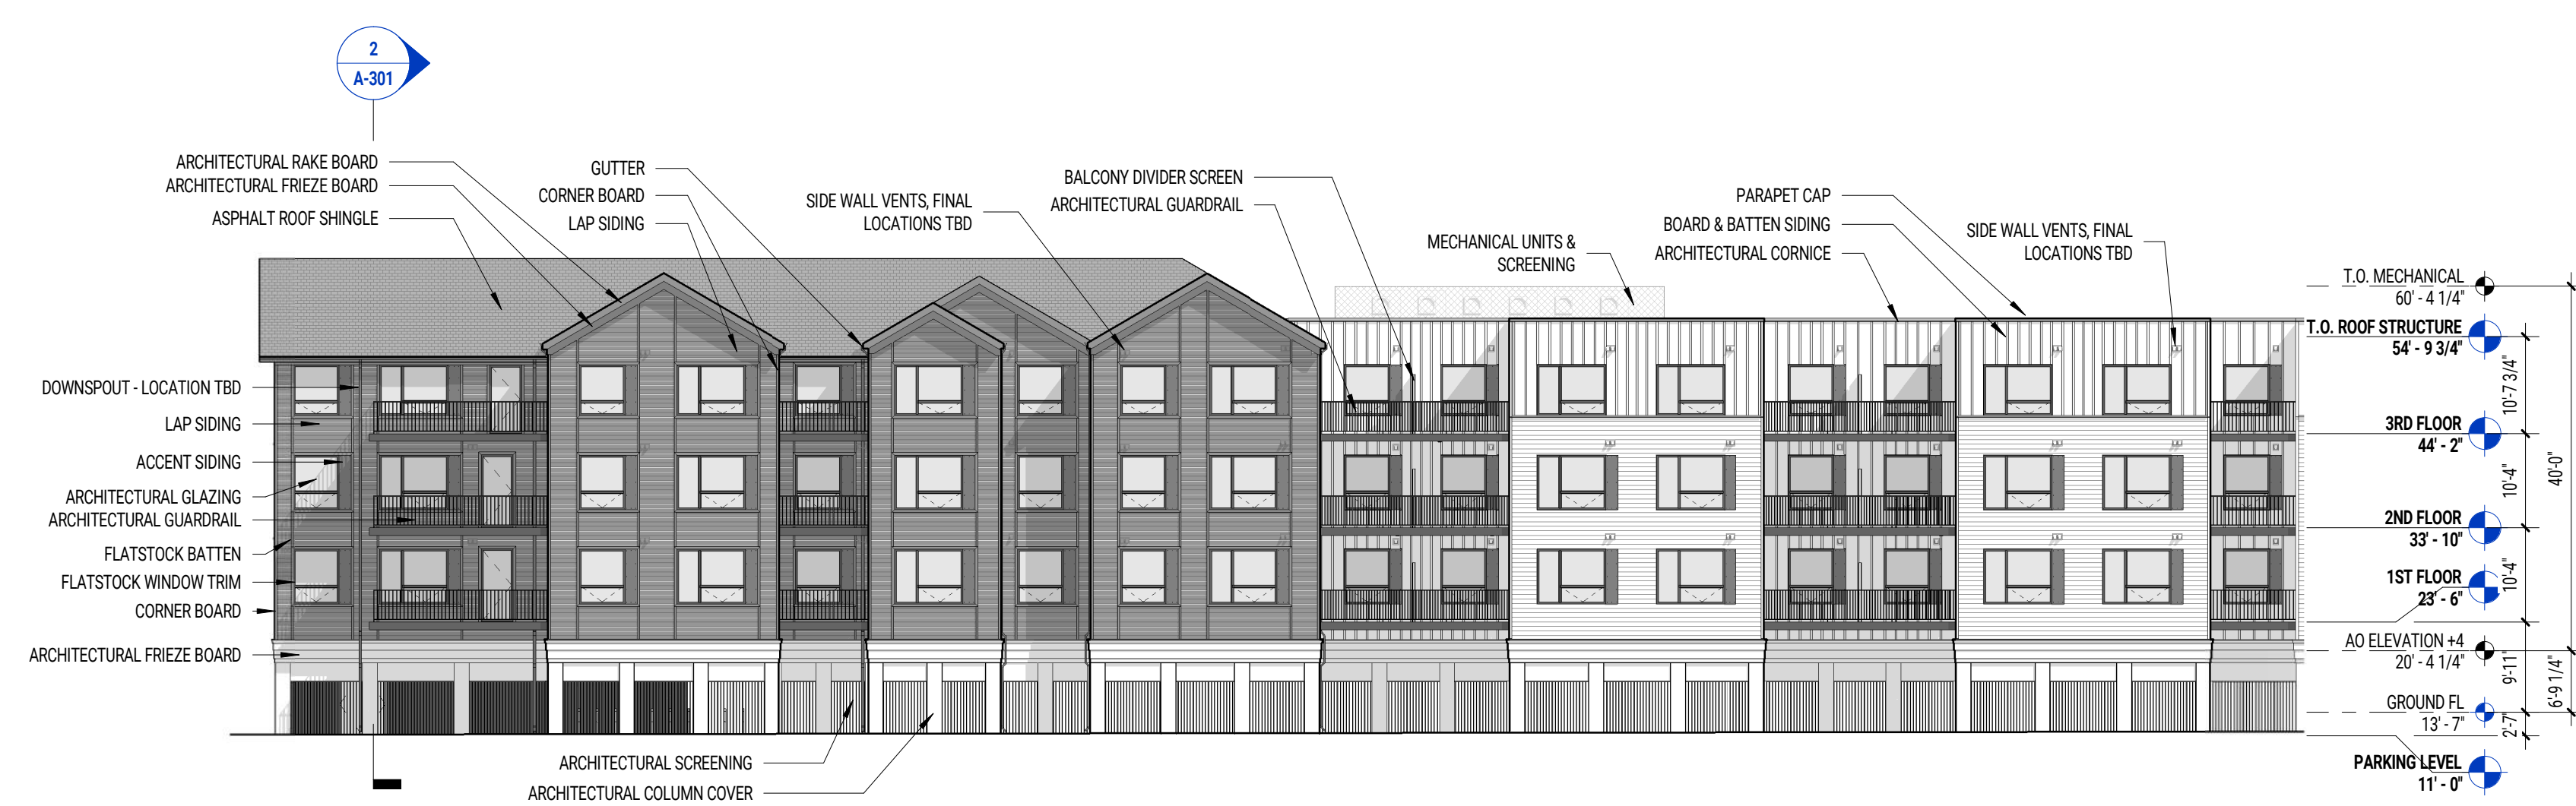 2
A-301
ARCHITECTURAL RAKE BOARD
ARCHITECTURAL FRIEZE BOARD
ASPHALT ROOF SHINGLE
GUTTER
CORNER BOARD
LAP SIDING
SIDE WALL VENTS, FINAL
LOCATIONS TBD
BALCONY DIVIDER SCREEN
ARCHITECTURAL GUARDRAIL
MECHANICAL UNITS &
SCREENING
PARAPET CAP
BOARD & BATTEN SIDING
ARCHITECTURAL CORNICE
SIDE WALL VENTS, FINAL
LOCATIONS TBD
DOWNSPOUT - LOCATION TBD
LAP SIDING
ACCENT SIDING
ARCHITECTURAL GLAZING
ARCHITECTURAL GUARDRAIL
FLATSTOCK BATTEN
FLATSTOCK WINDOW TRIM
CORNER BOARD
ARCHITECTURAL FRIEZE BOARD
ARCHITECTURAL SCREENING
ARCHITECTURAL COLUMN COVER
T.O. MECHANICAL
60' - 4 1/4"
T.O. ROOF STRUCTURE
54' - 9 3/4"
3RD FLOOR
44' - 2"
2ND FLOOR
33' - 10"
1ST FLOOR
23' - 6"
AO ELEVATION +4
20' - 4 1/4"
GROUND FL
13' - 7"
PARKING LEVEL
11' - 0"
10'-7 3/4"
10'-4"
10'-4"
9'-11"
2'-7"
40'-0"
6'-9 1/4"